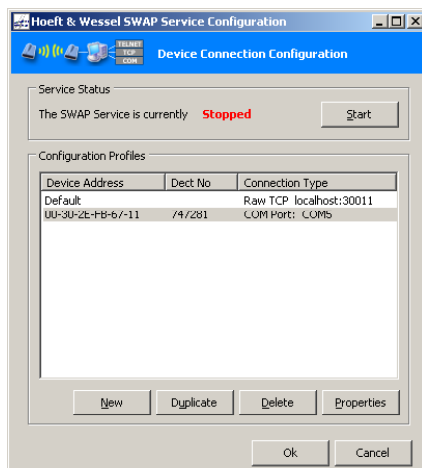 Hoeft & Wessel SWAP Service Configuration
TELNET
TCP
COM
Device Connection Configuration
Service Status
The SWAP Service is currently Stopped
Start
Configuration Profiles
Device Address Dect No Connection Type
Default Raw TCP localhost:30011
00-30-2E-FB-67-11 747281 COM Port: COM5
New Duplicate Delete Properties
Ok Cancel